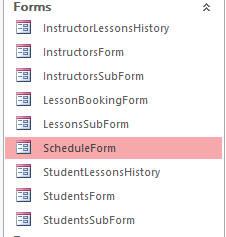 Forms
InstructorLessonsHistory
InstructorsForm
InstructorsSubForm
LessonBookingForm
LessonsSubForm
ScheduleForm
StudentLessonsHistory
StudentsForm
StudentsSubForm